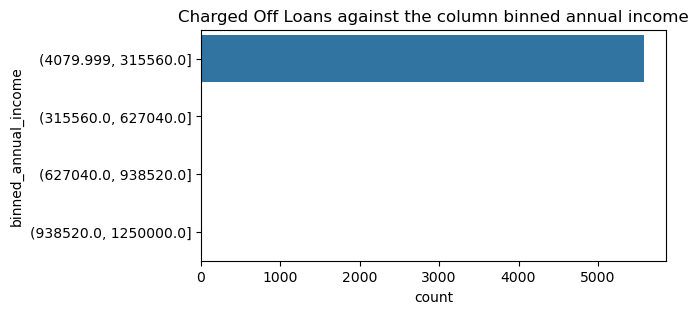 Charged Off Loans against the column binned annual income
binned_annual_income
(4079.999, 315560.0]
(315560.0, 627040.0]
(627040.0, 938520.0]
(938520.0, 1250000.0]
0 1000 2000 3000 4000 5000
count